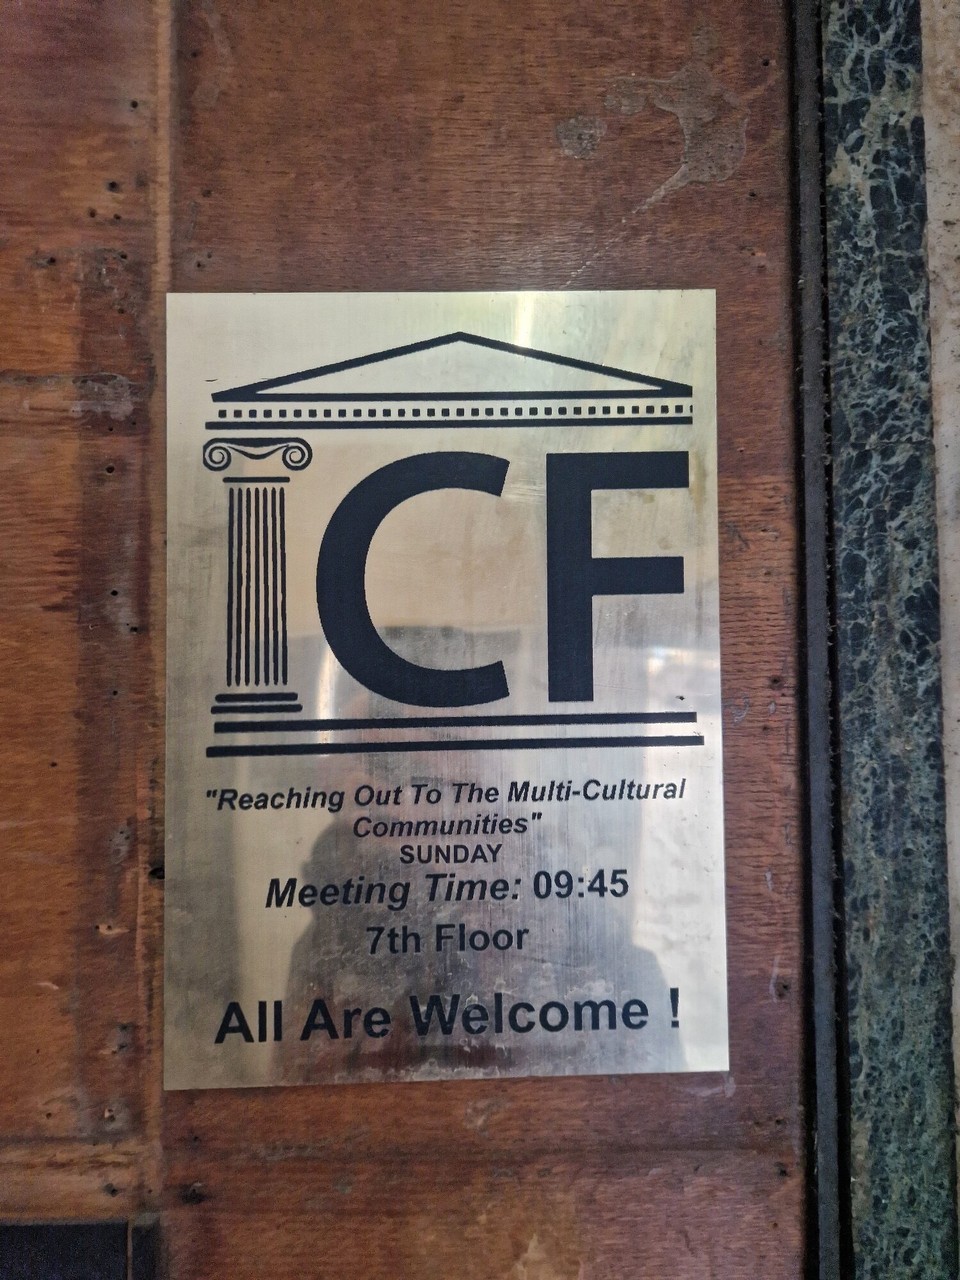 ICF
"Reaching Out To The Multi-Cultural
Communities"
SUNDAY
Meeting Time: 09:45
7th Floor
All Are Welcome !